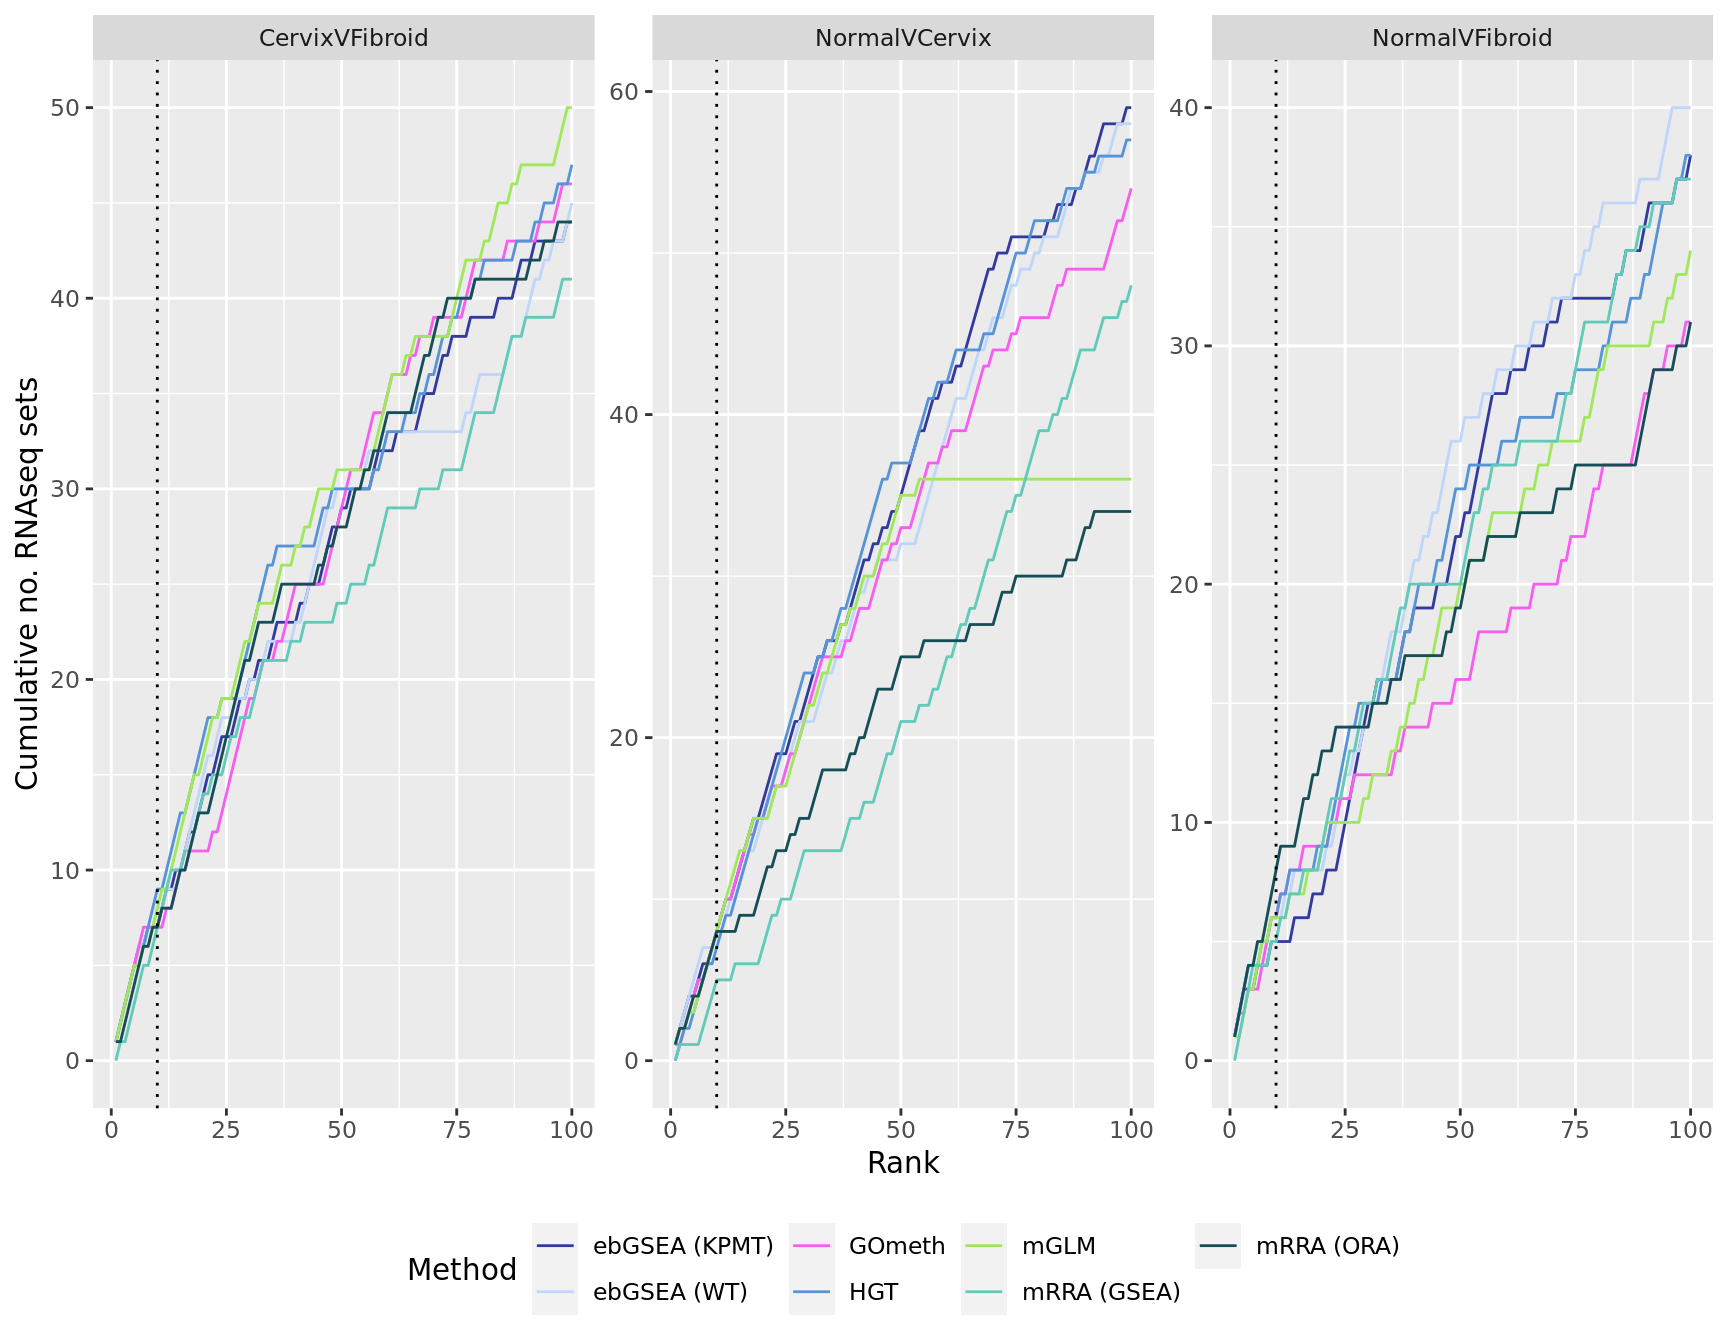 CervixVFibroid NormalVCervix NormalVFibroid
50
40
30
20
10
0
60
40
20
0
40
30
20
10
0
Cumulative no. RNAseq sets
0 25 50 75 100 0 25 50 75 100 0 25 50 75 100
Rank
Method
ebGSEA (KPMT) GOmeth mGLM mRRA (ORA)
ebGSEA (WT) HGT mRRA (GSEA)